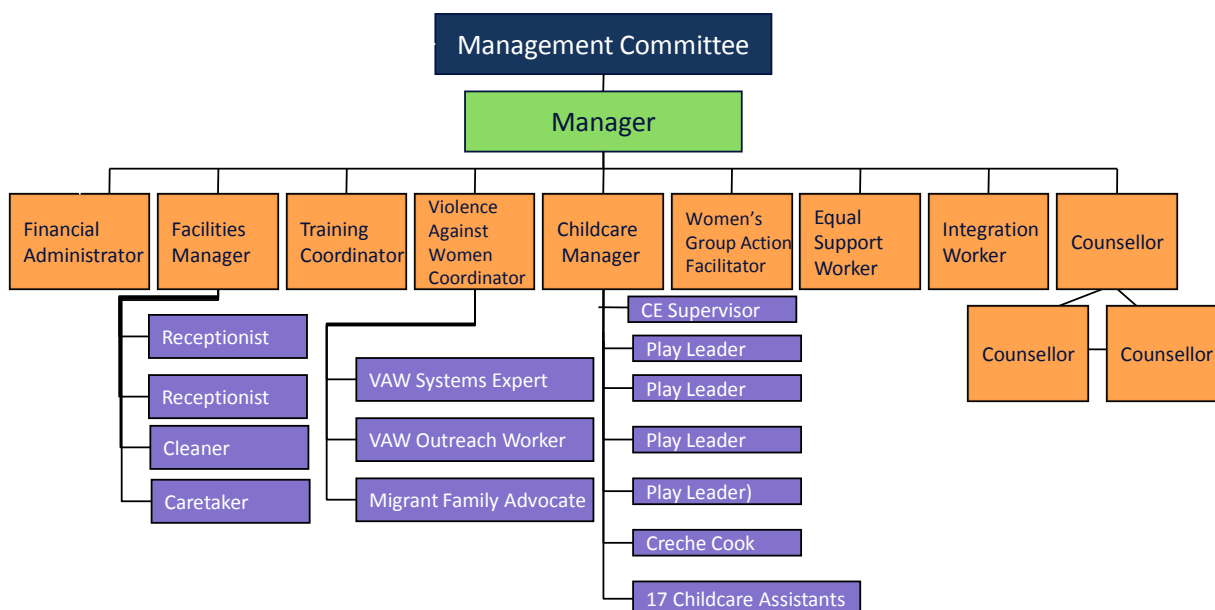 Management Committee
Manager
Financial
Administrator
Facilities
Manager
Training
Coordinator
Violence
Against
Women
Coordinator
Childcare
Manager
Women's
Group Action
Facilitator
Equal
Support
Worker
Integration
Worker
Counsellor
Receptionist
Receptionist
Cleaner
Caretaker
VAW Systems Expert
VAW Outreach Worker
Migrant Family Advocate
CE Supervisor
Play Leader
Play Leader
Play Leader
Play Leader)
Creche Cook
17 Childcare Assistants
Counsellor
Counsellor